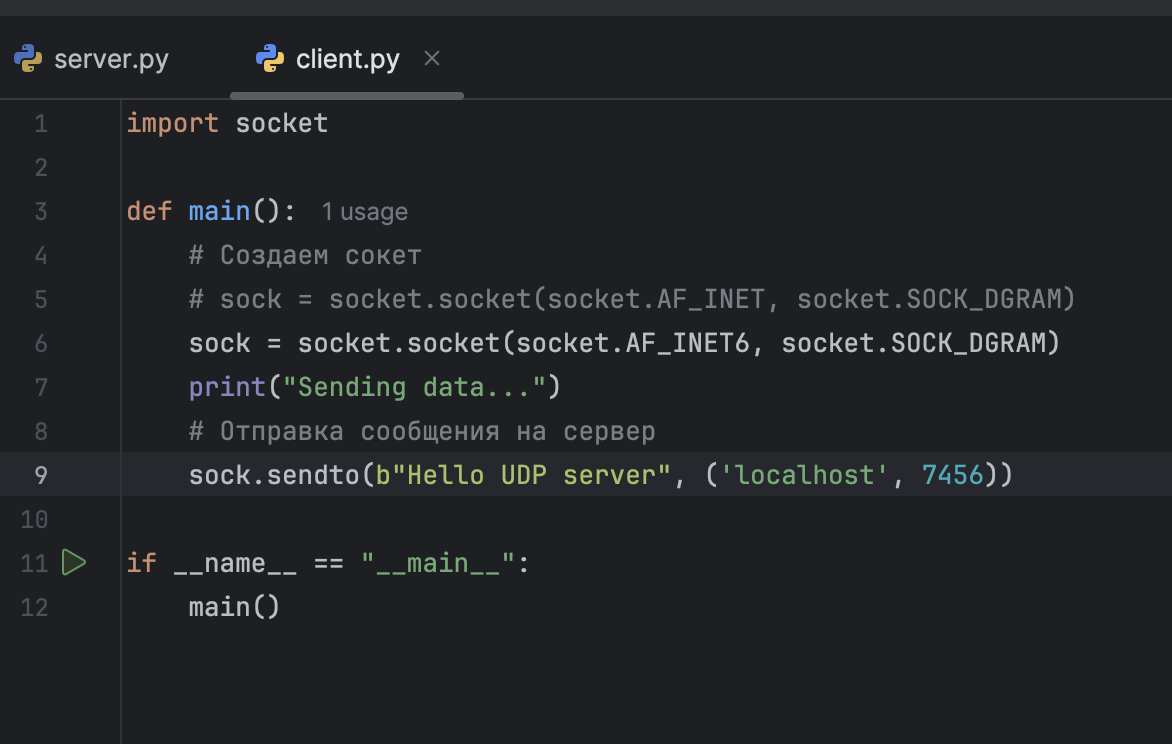 server.py client.py
1 import socket
2
3 def main(): 1 usage
4     # Создаем сокет
5     # sock = socket.socket(socket.AF_INET, socket.SOCK_DGRAM)
6     sock = socket.socket(socket.AF_INET6, socket.SOCK_DGRAM)
7     print("Sending data...")
8     # Отправка сообщения на сервер
9     sock.sendto(b"Hello UDP server", ('localhost', 7456))
10
11 if __name__ == "__main__":
12     main()